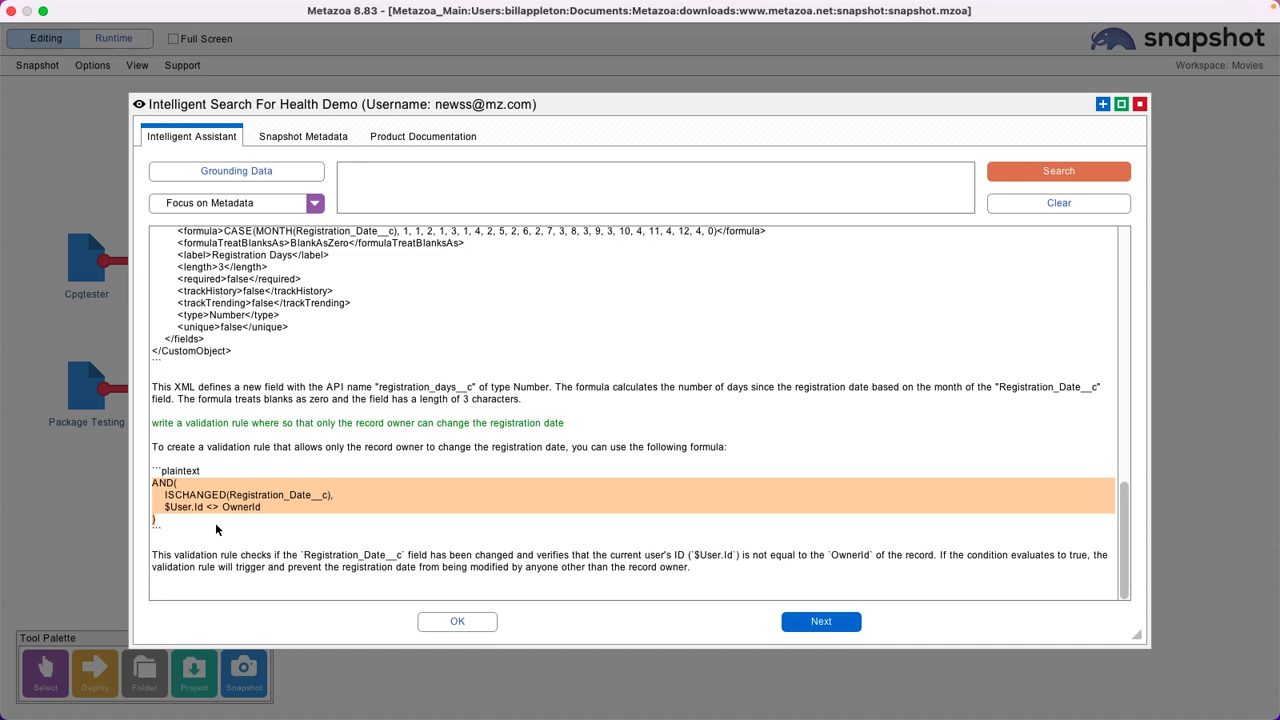 Metazoa 8.83 - [Metazoa_Main:Users:billappleton:Documents:Metazoa:downloads:www.metazoa.net:snapshot:snapshot.mzoa]
Editing
Runtime
Full Screen
snapshot
Snapshot
Options
View
Support
Workspace: Movies
Intelligent Search For Health Demo (Username: newss@mz.com)
Intelligent Assistant
Snapshot Metadata
Product Documentation
Grounding Data
Search
Focus on Metadata
Clear
<formula>CASE(MONTH(Registration_Date__c), 1, 1, 2, 1, 3, 1, 4, 2, 5, 2, 6, 2, 7, 3, 8, 3, 9, 3, 10, 4, 11, 4, 12, 4, 0)</formula>
<formulaTreatBlanksAs>BlankAsZero</formulaTreatBlanksAs>
<label>Registration Days</label>
<length>3</length>
<required>false</required>
<trackHistory>false</trackHistory>
<trackTrending>false</trackTrending>
<type>Number</type>
<unique>false</unique>
</fields>
</CustomObject>
```
This XML defines a new field with the API name "registration_days__c" of type Number. The formula calculates the number of days since the registration date based on the month of the "Registration_Date__c"
field. The formula treats blanks as zero and the field has a length of 3 characters.
write a validation rule where so that only the record owner can change the registration date
To create a validation rule that allows only the record owner to change the registration date, you can use the following formula:
```plaintext
AND(
ISCHANGED(Registration_Date__c),
$User.Id <> OwnerId
)
```
This validation rule checks if the `Registration_Date__c` field has been changed and verifies that the current user's ID (`$User.Id`) is not equal to the `OwnerId` of the record. If the condition evaluates to true, the
validation rule will trigger and prevent the registration date from being modified by anyone other than the record owner.
OK
Next
Cpqtester
Package Testing
Tool Palette
Select
Deploy
Folder
Project
Snapshot